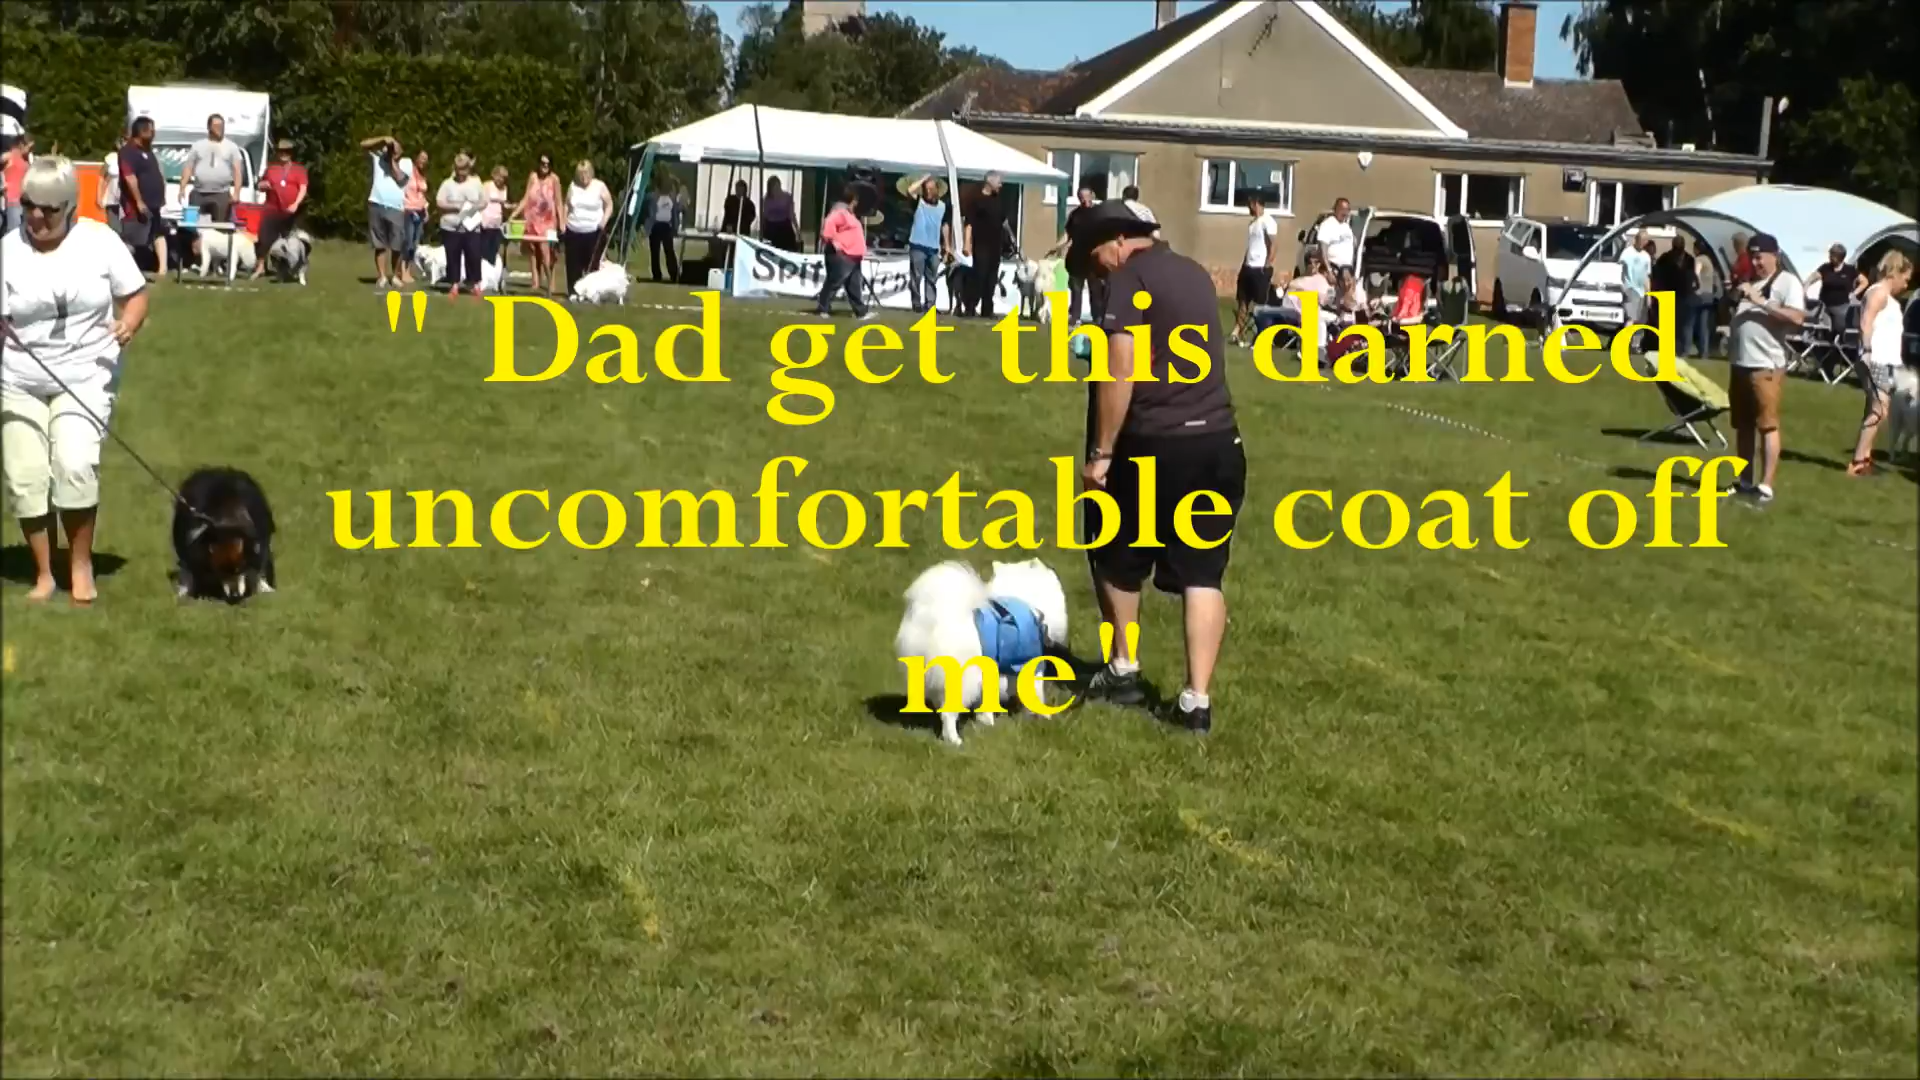 " Dad get this darned
uncomfortable coat off
me"